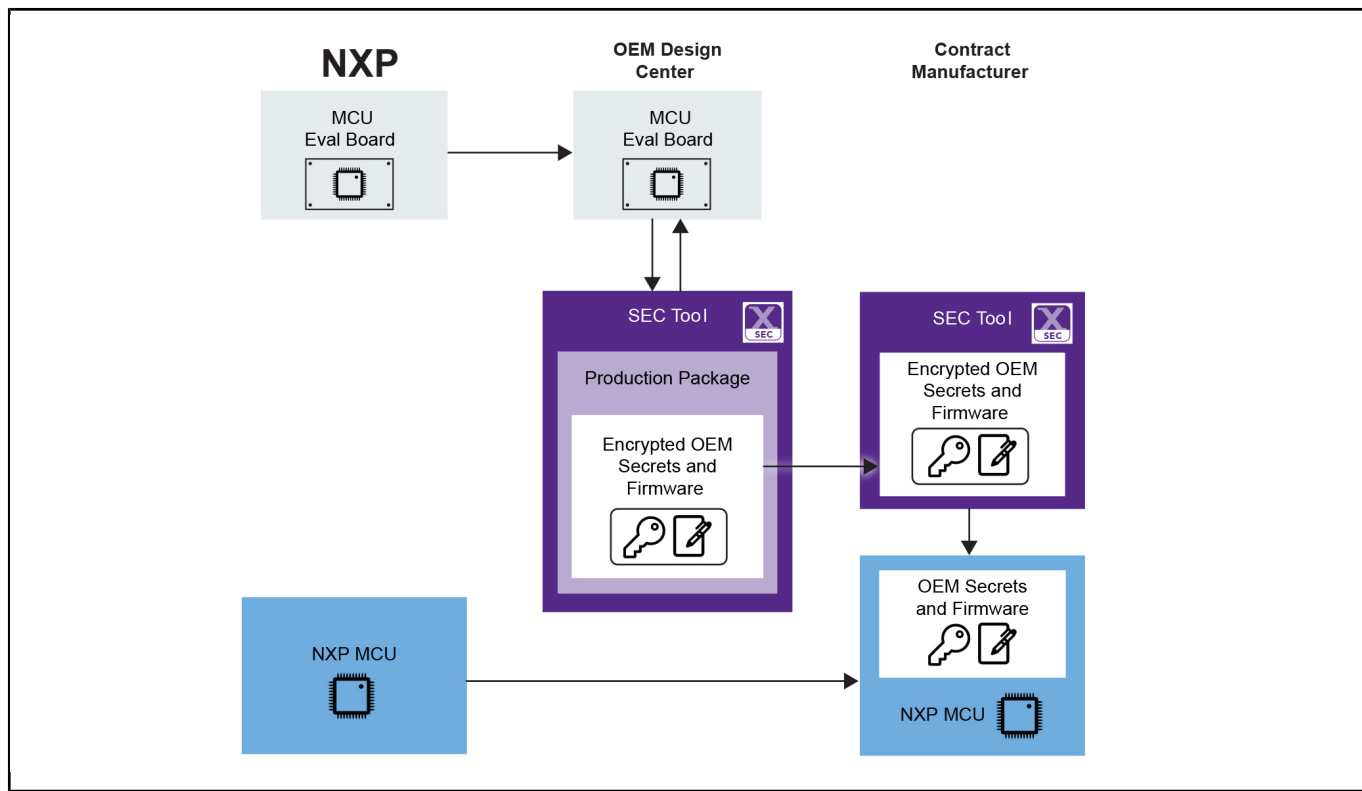 NXP
OEM Design
Center
Contract
Manufacturer
MCU
Eval Board
MCU
Eval Board
SEC Tool
X
SEC
Production Package
Encrypted OEM
Secrets and
Firmware
SEC Tool
X
SEC
Encrypted OEM
Secrets and
Firmware
NXP MCU
OEM Secrets
and Firmware
NXP MCU